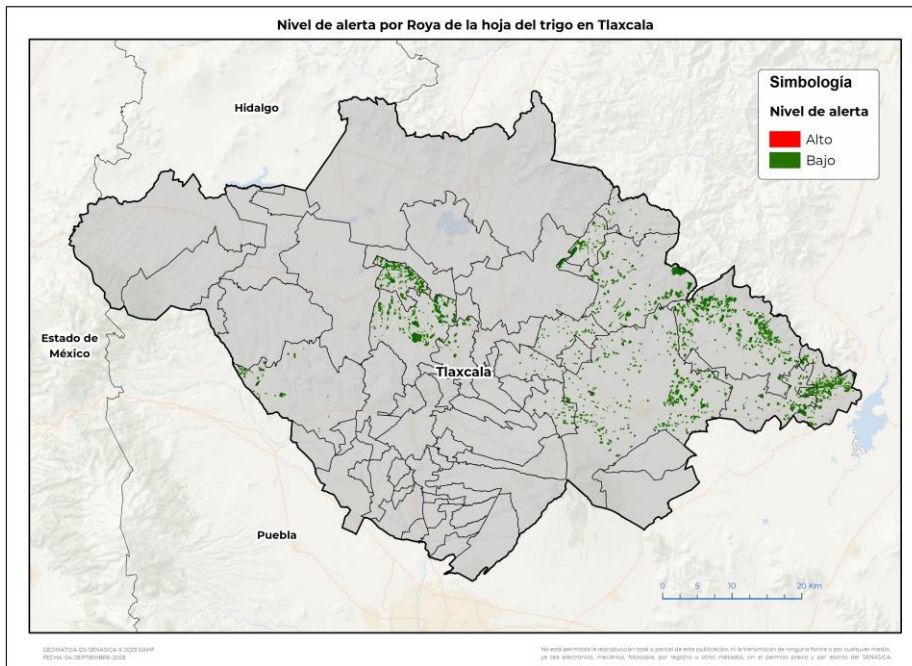 Nivel de alerta por Roya de la hoja del trigo en Tlaxcala
Hidalgo
Simbología
Nivel de alerta
Alto
Bajo
Estado de
México
Tlaxcala
Puebla
0 5 10 20 Km
GEOMATICA-DJ-SENASICA © 2023 DAHF
FECHA: 04-SEPTIEMBRE-2023
No está permitida la reproducción total o parcial de esta publicación, ni la transmisión de ninguna forma o por cualquier medio,
ya sea electrónico, mecánico, fotocopia, por registro u otros métodos, sin el permiso previo y por escrito del SENASICA.